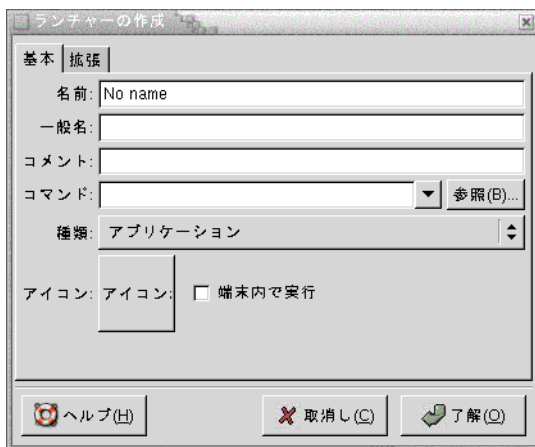 ランチャーの作成
基本 拡張
名前: No name
一般名:
コメント:
コマンド: 参照(B)...
種類: アプリケーション
アイコン: アイコン: 端末内で実行
ヘルプ(H) 取消し(C) 了解(O)